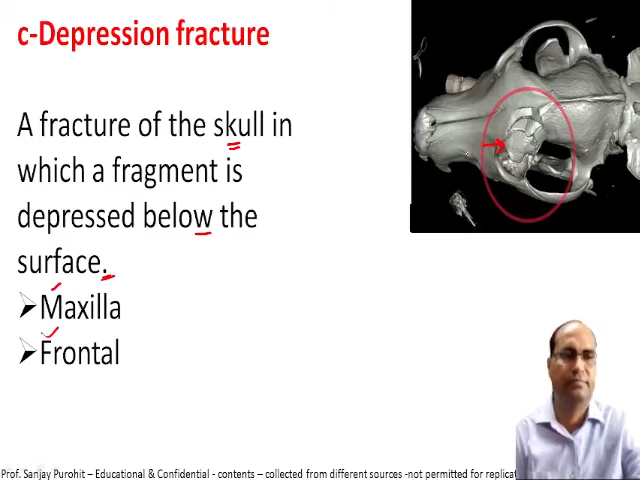 c-Depression fracture
A fracture of the skull in
which a fragment is
depressed below the
surface.
Maxilla
Frontal
Prof. Sanjay Purohit – Educational & Confidential - contents – collected from different sources -not permitted for replicat